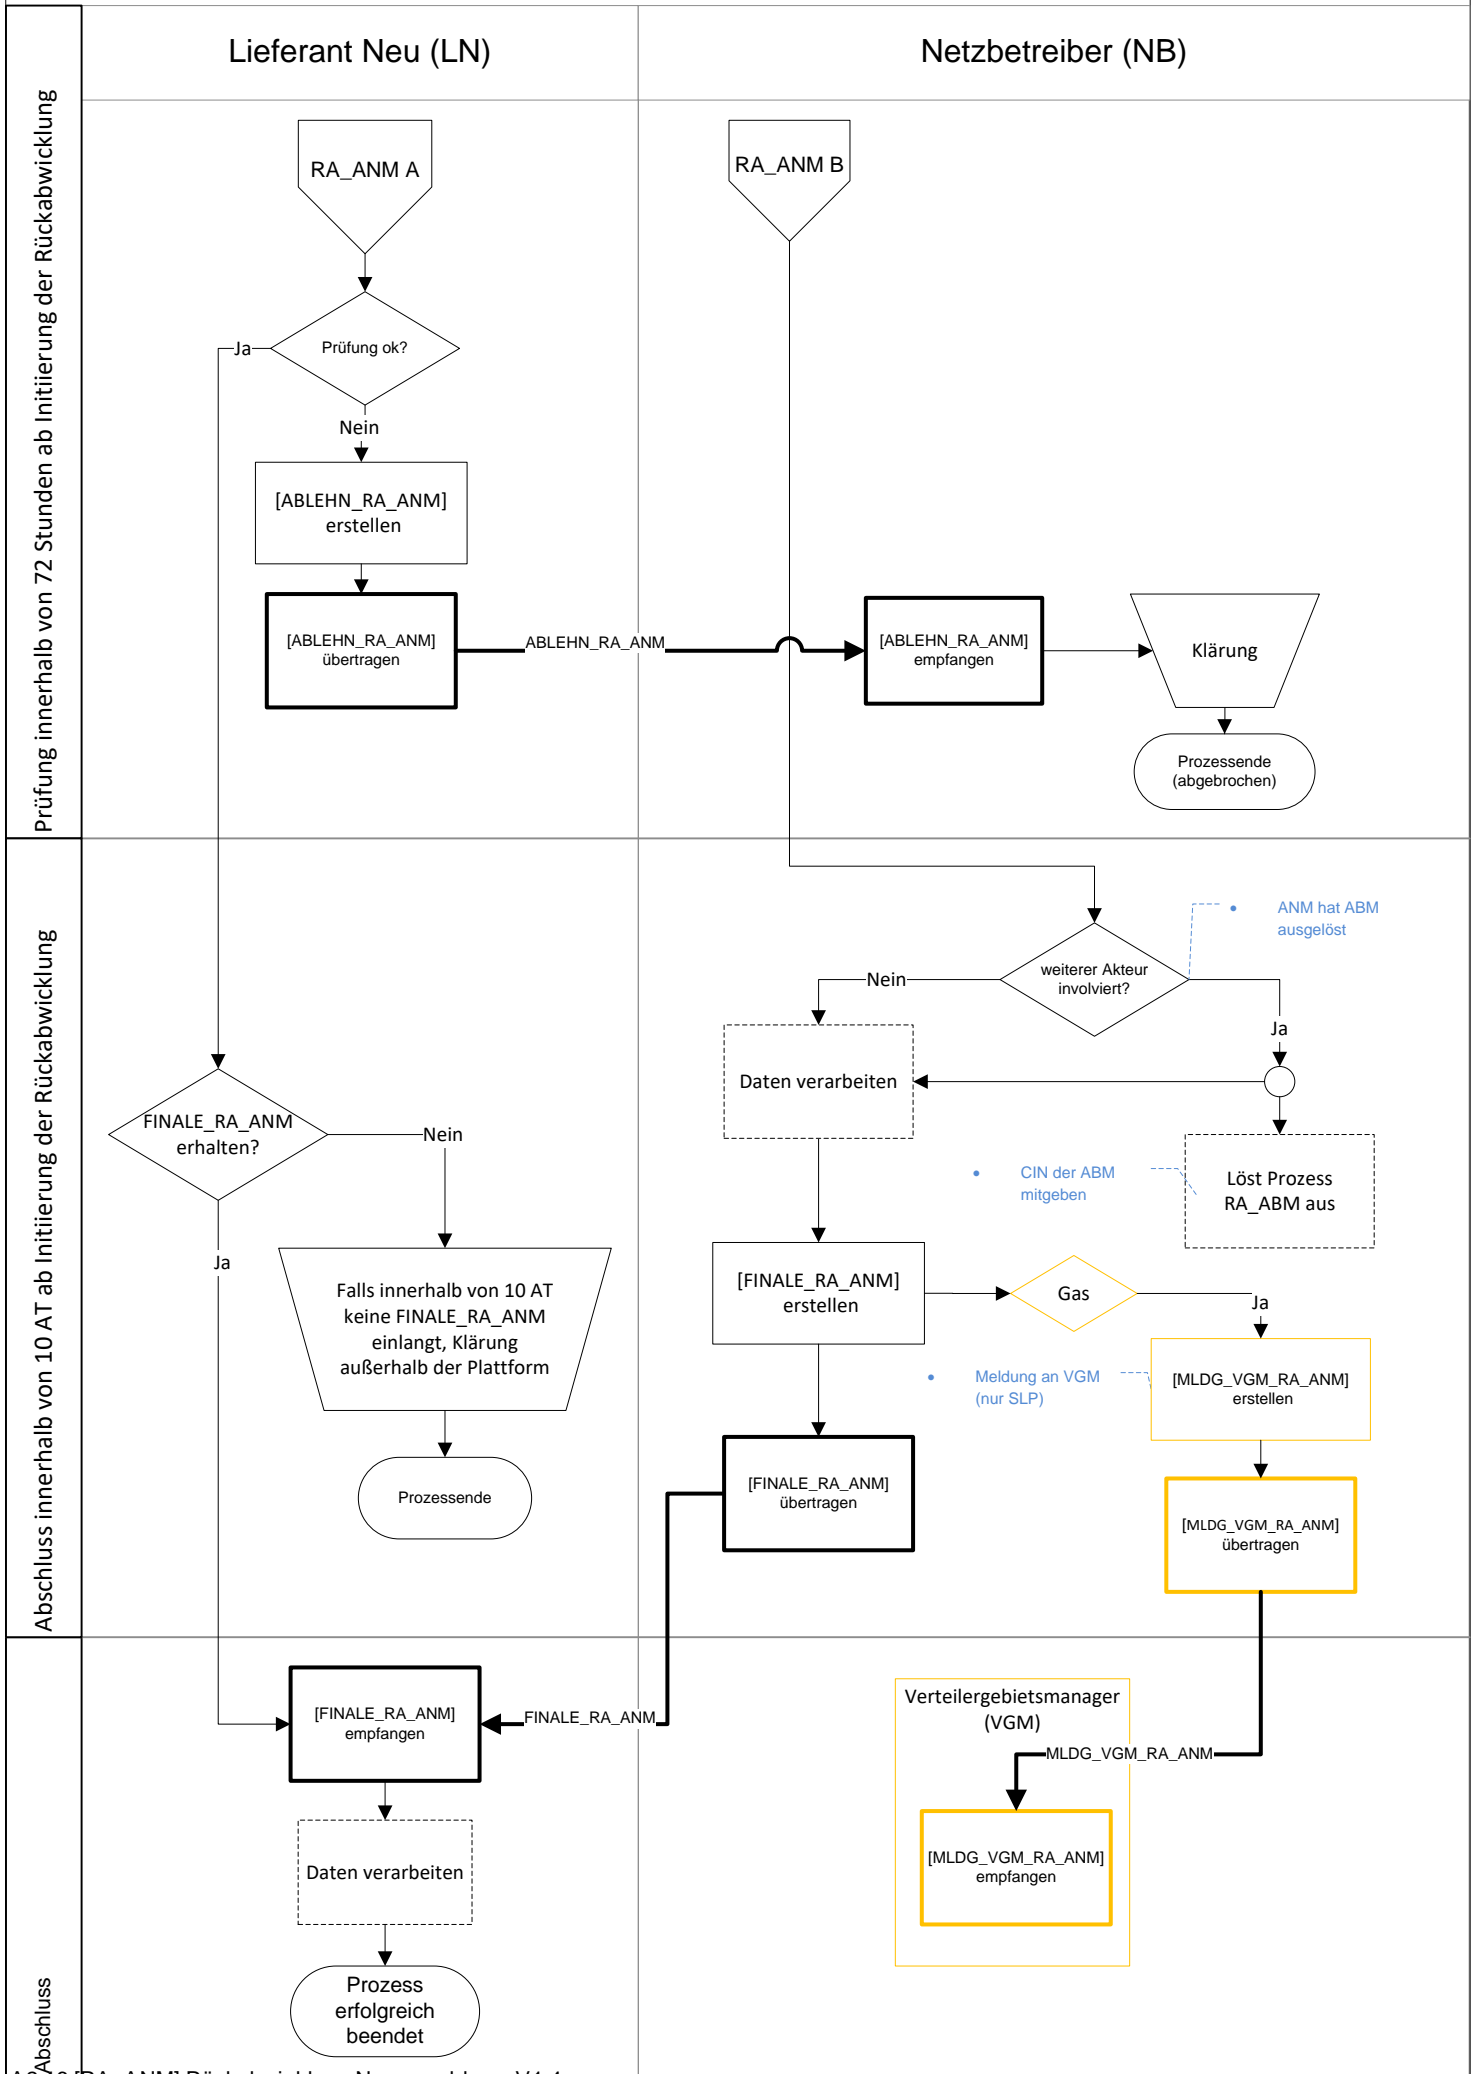 Lieferant Neu (LN)
Netzbetreiber (NB)
Prüfung innerhalb von 72 Stunden ab Initiierung der Rückabwicklung
RA_ANM A
RA_ANM B
Prüfung ok?
Ja
Nein
[ABLEHN_RA_ANM]
erstellen
[ABLEHN_RA_ANM]
übertragen
ABLEHN_RA_ANM
[ABLEHN_RA_ANM]
empfangen
Klärung
Prozessende
(abgebrochen)
Abschluss innerhalb von 10 AT ab Initiierung der Rückabwicklung
• ANM hat ABM
ausgelöst
weiterer Akteur
involviert?
Nein
Ja
Daten verarbeiten
FINALE_RA_ANM
erhalten?
Nein
Ja
• CIN der ABM
mitgeben
Löst Prozess
RA_ABM aus
Falls innerhalb von 10 AT
keine FINALE_RA_ANM
einlangt, Klärung
außerhalb der Plattform
[FINALE_RA_ANM]
erstellen
Gas
Ja
• Meldung an VGM
(nur SLP)
[MLDG_VGM_RA_ANM]
erstellen
Prozessende
[FINALE_RA_ANM]
übertragen
[MLDG_VGM_RA_ANM]
übertragen
Abschluss
[FINALE_RA_ANM]
empfangen
FINALE_RA_ANM
Verteilergebietsmanager
(VGM)
MLDG_VGM_RA_ANM
[MLDG_VGM_RA_ANM]
empfangen
Daten verarbeiten
Prozess
erfolgreich
beendet